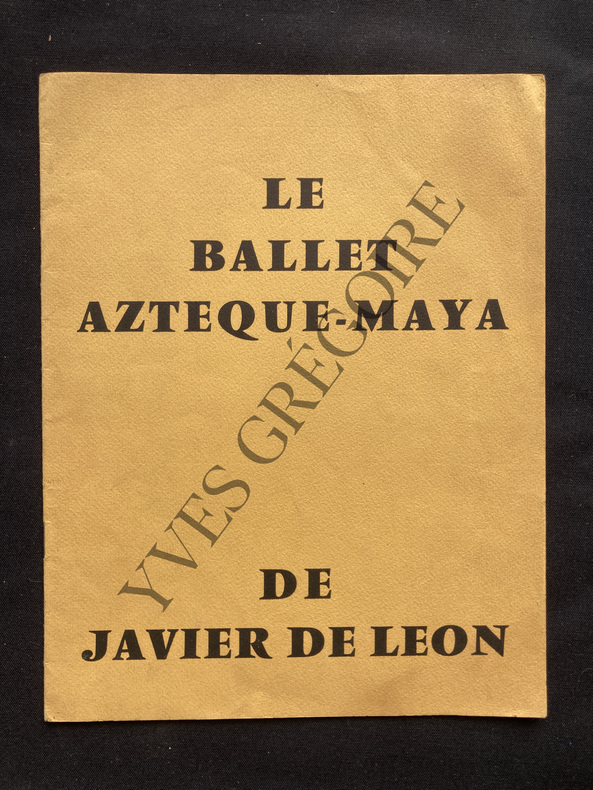 LE
BALLET
AZTEQUE-MAYA
YVES GRÉGOIRE
DE
JAVIER DE LEON